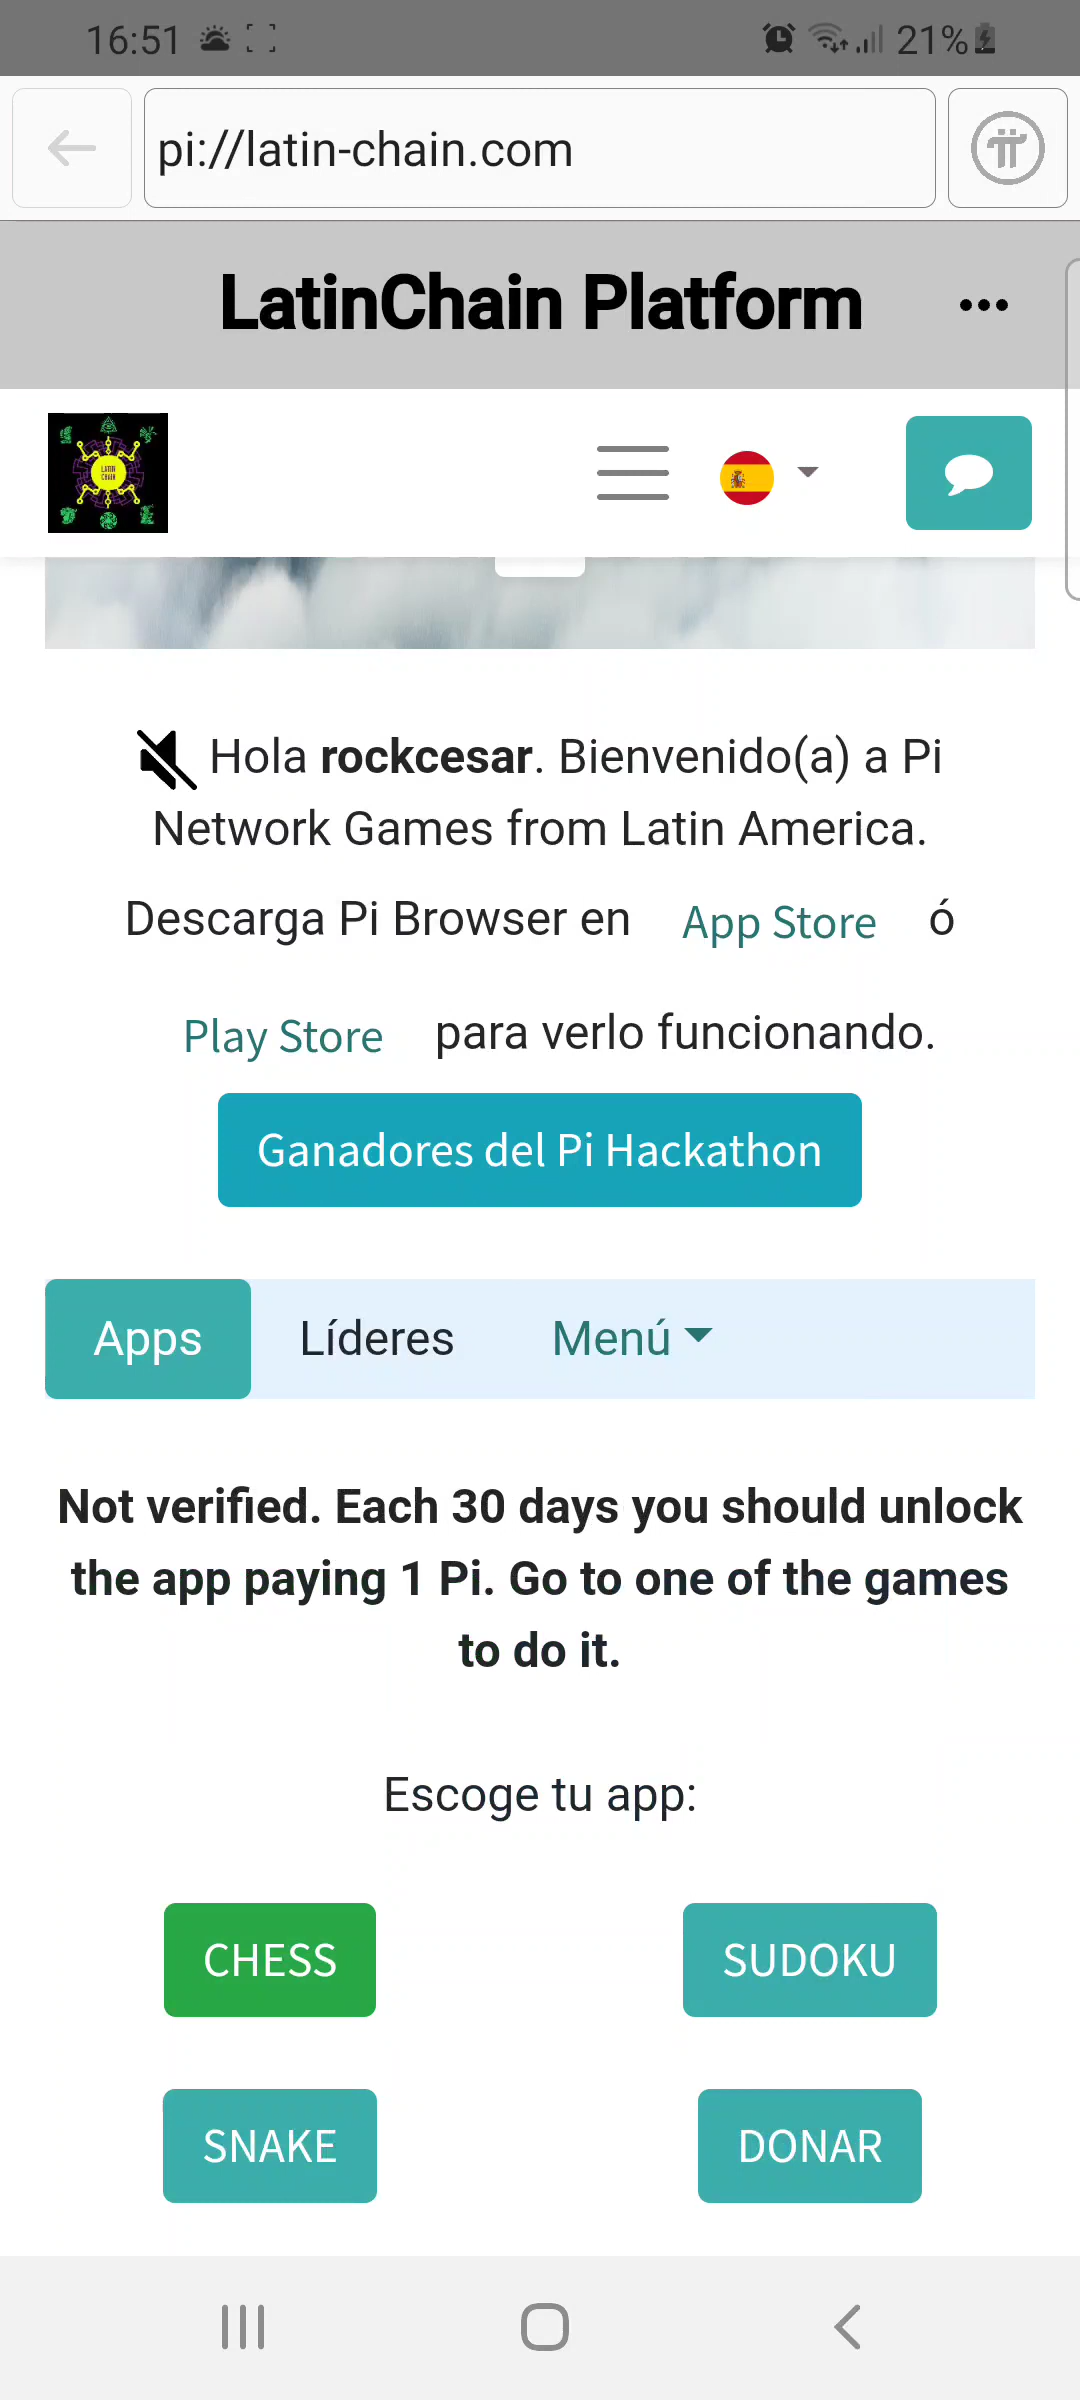 16:51
21%
pi://latin-chain.com
LatinChain Platform
LATIN
CHAIN
Hola rockcesar. Bienvenido(a) a Pi
Network Games from Latin America.
Descarga Pi Browser en App Store ó
Play Store para verlo funcionando.
Ganadores del Pi Hackathon
Apps Líderes Menú
Not verified. Each 30 days you should unlock
the app paying 1 Pi. Go to one of the games
to do it.
Escoge tu app:
CHESS SUDOKU
SNAKE DONAR